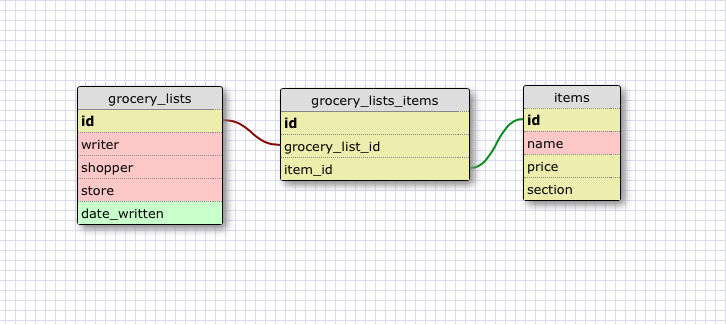 grocery_lists
id
writer
shopper
store
date_written
grocery_lists_items
id
grocery_list_id
item_id
items
id
name
price
section